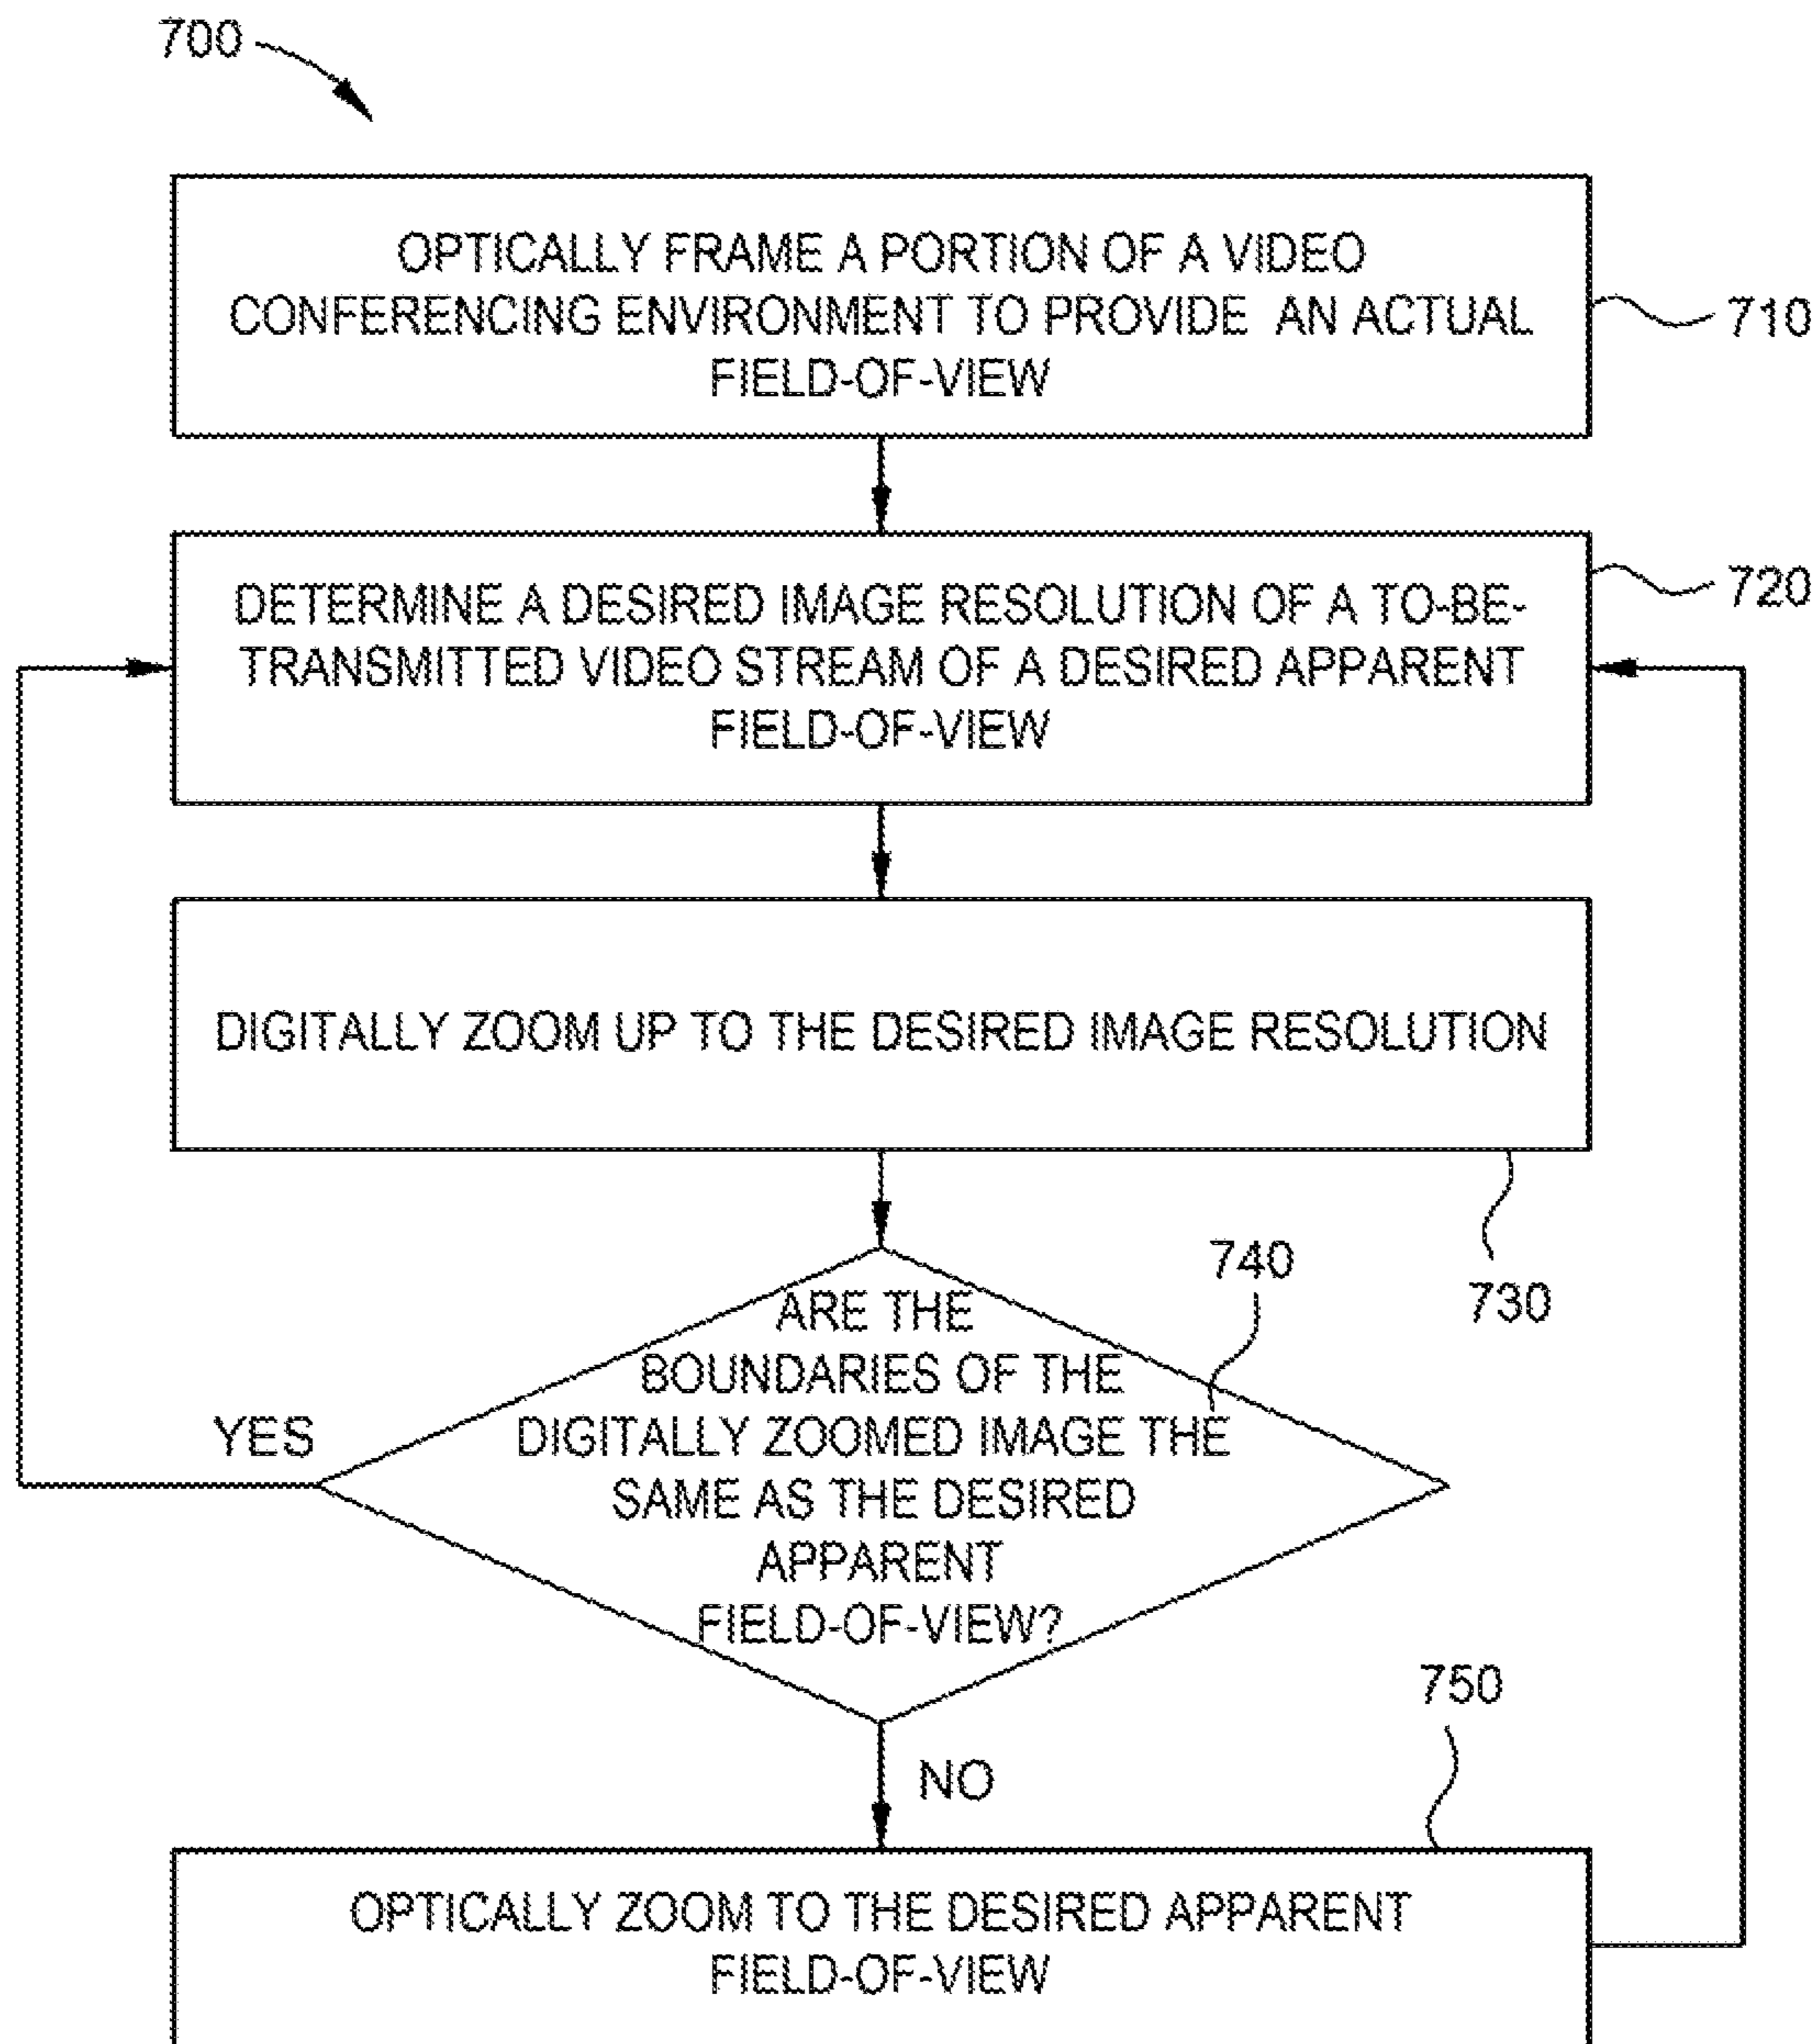 700
OPTICALLY FRAME A PORTION OF A VIDEO
CONFERENCING ENVIRONMENT TO PROVIDE AN ACTUAL
FIELD-OF-VIEW
710
DETERMINE A DESIRED IMAGE RESOLUTION OF A TO-BE-
TRANSMITTED VIDEO STREAM OF A DESIRED APPARENT
FIELD-OF-VIEW
720
DIGITALLY ZOOM UP TO THE DESIRED IMAGE RESOLUTION
730
740
ARE THE
BOUNDARIES OF THE
DIGITALLY ZOOMED IMAGE THE
SAME AS THE DESIRED
APPARENT
FIELD-OF-VIEW?
YES
NO
750
OPTICALLY ZOOM TO THE DESIRED APPARENT
FIELD-OF-VIEW